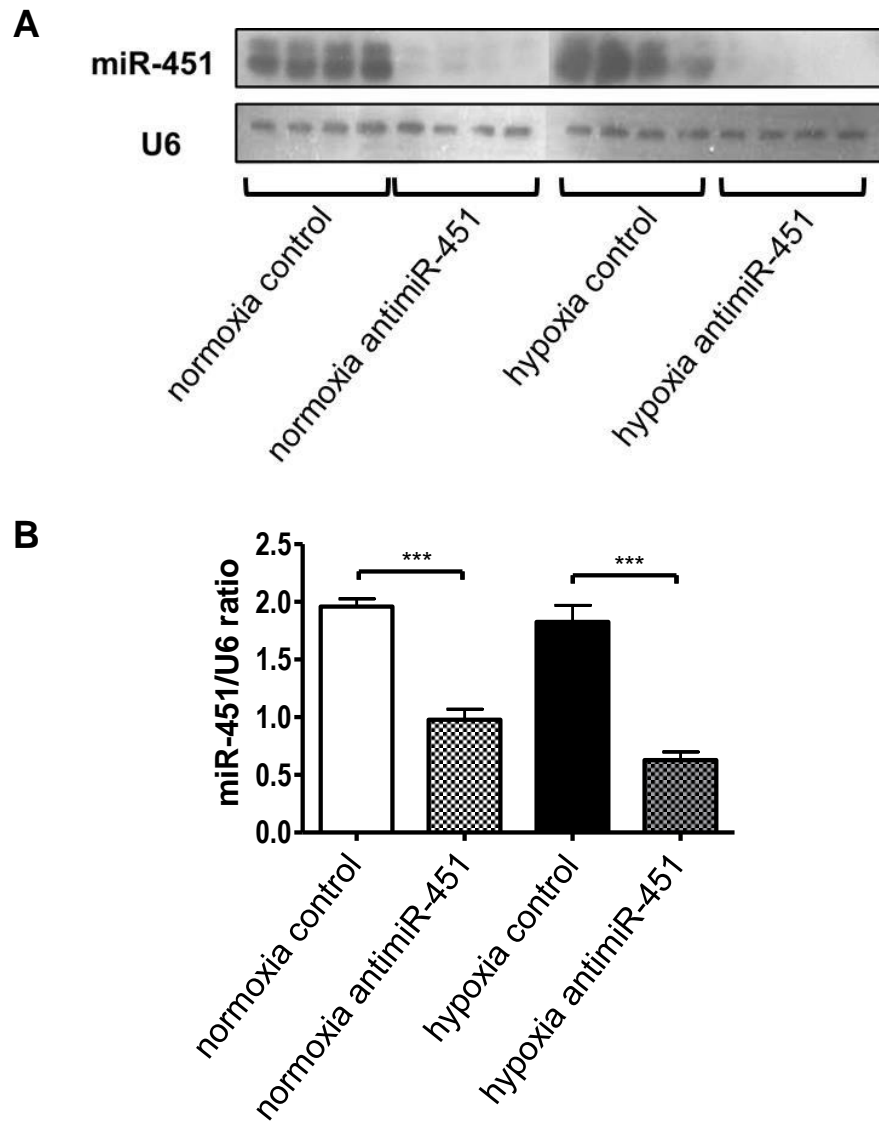 A
miR-451
U6
normoxia control
normoxia antimiR-451
hypoxia control
hypoxia antimiR-451
B
miR-451/U6 ratio
2.5
2.0
1.5
1.0
0.5
0.0
***
***
normoxia control
normoxia antimiR-451
hypoxia control
hypoxia antimiR-451